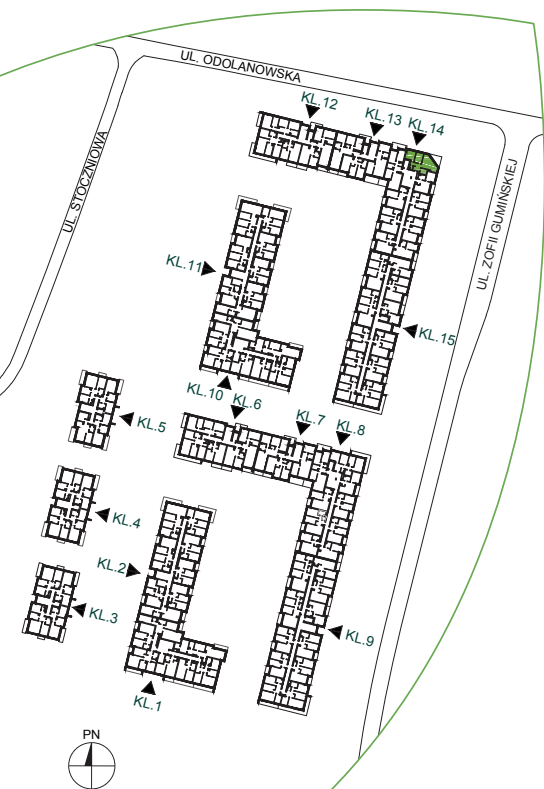 UL. ODOLANOWSKA
KL.12
KL.13
KL.14
UL. STOCZNIOWA
UL. ZOFII GUMIŃSKIEJ
KL.11
KL.15
KL.10
KL.6
KL.7
KL.8
KL.5
KL.4
KL.2
KL.3
KL.9
KL.1
PN